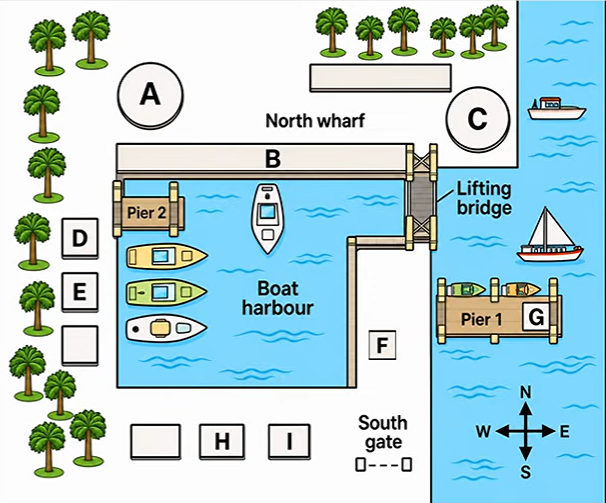 A
C
North wharf
B
Lifting
bridge
Pier 2
D
E
Boat
harbour
Pier 1
G
F
N
W
E
S
South
gate
H
I